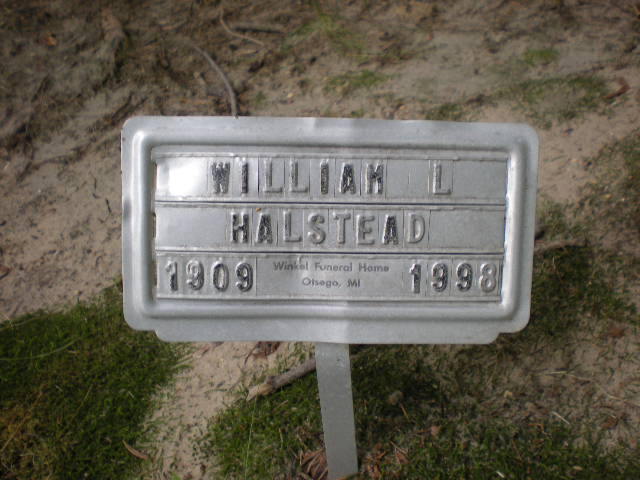 WILLIAM L
HALSTEAD
1909 Winkel Funeral Home 1998
Otsego, MI